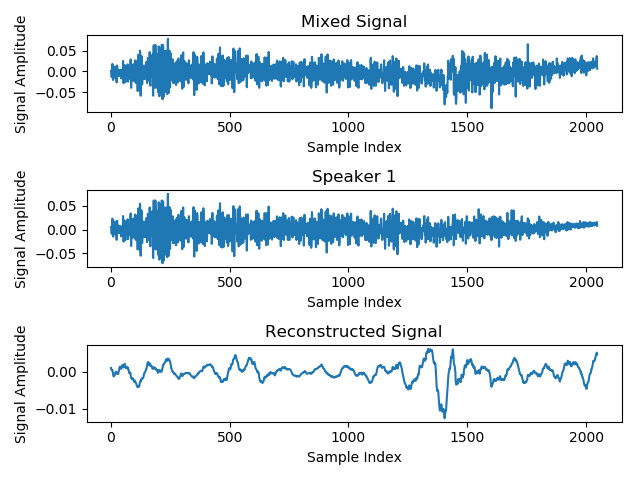 Mixed Signal
Signal Amplitude
0.05
0.00
−0.05
0 500 1000 1500 2000
Sample Index
Speaker 1
Signal Amplitude
0.05
0.00
−0.05
0 500 1000 1500 2000
Sample Index
Reconstructed Signal
Signal Amplitude
0.00
−0.01
0 500 1000 1500 2000
Sample Index